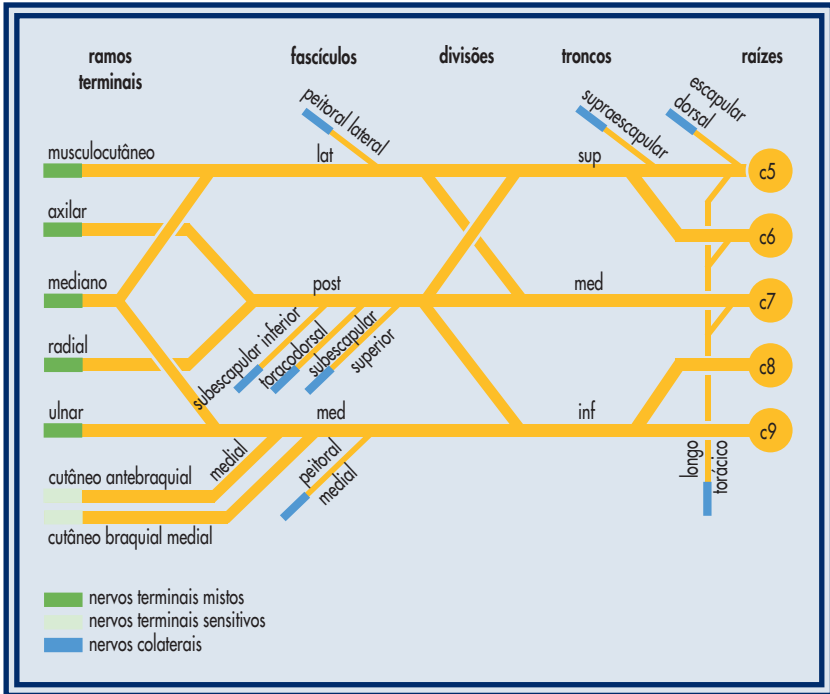 ramos
terminais
fascículos
divisões
troncos
raízes
peitoral lateral
supraescapular
escapular
dorsal
musculocutâneo
lat
sup
c5
axilar
c6
mediano
post
med
c7
subescapular inferior
toracodorsal
subescapular
superior
radial
c8
ulnar
med
inf
c9
medial
peitoral
medial
longo
torácico
cutâneo antebraquial
cutâneo braquial medial
nervos terminais mistos
nervos terminais sensitivos
nervos colaterais